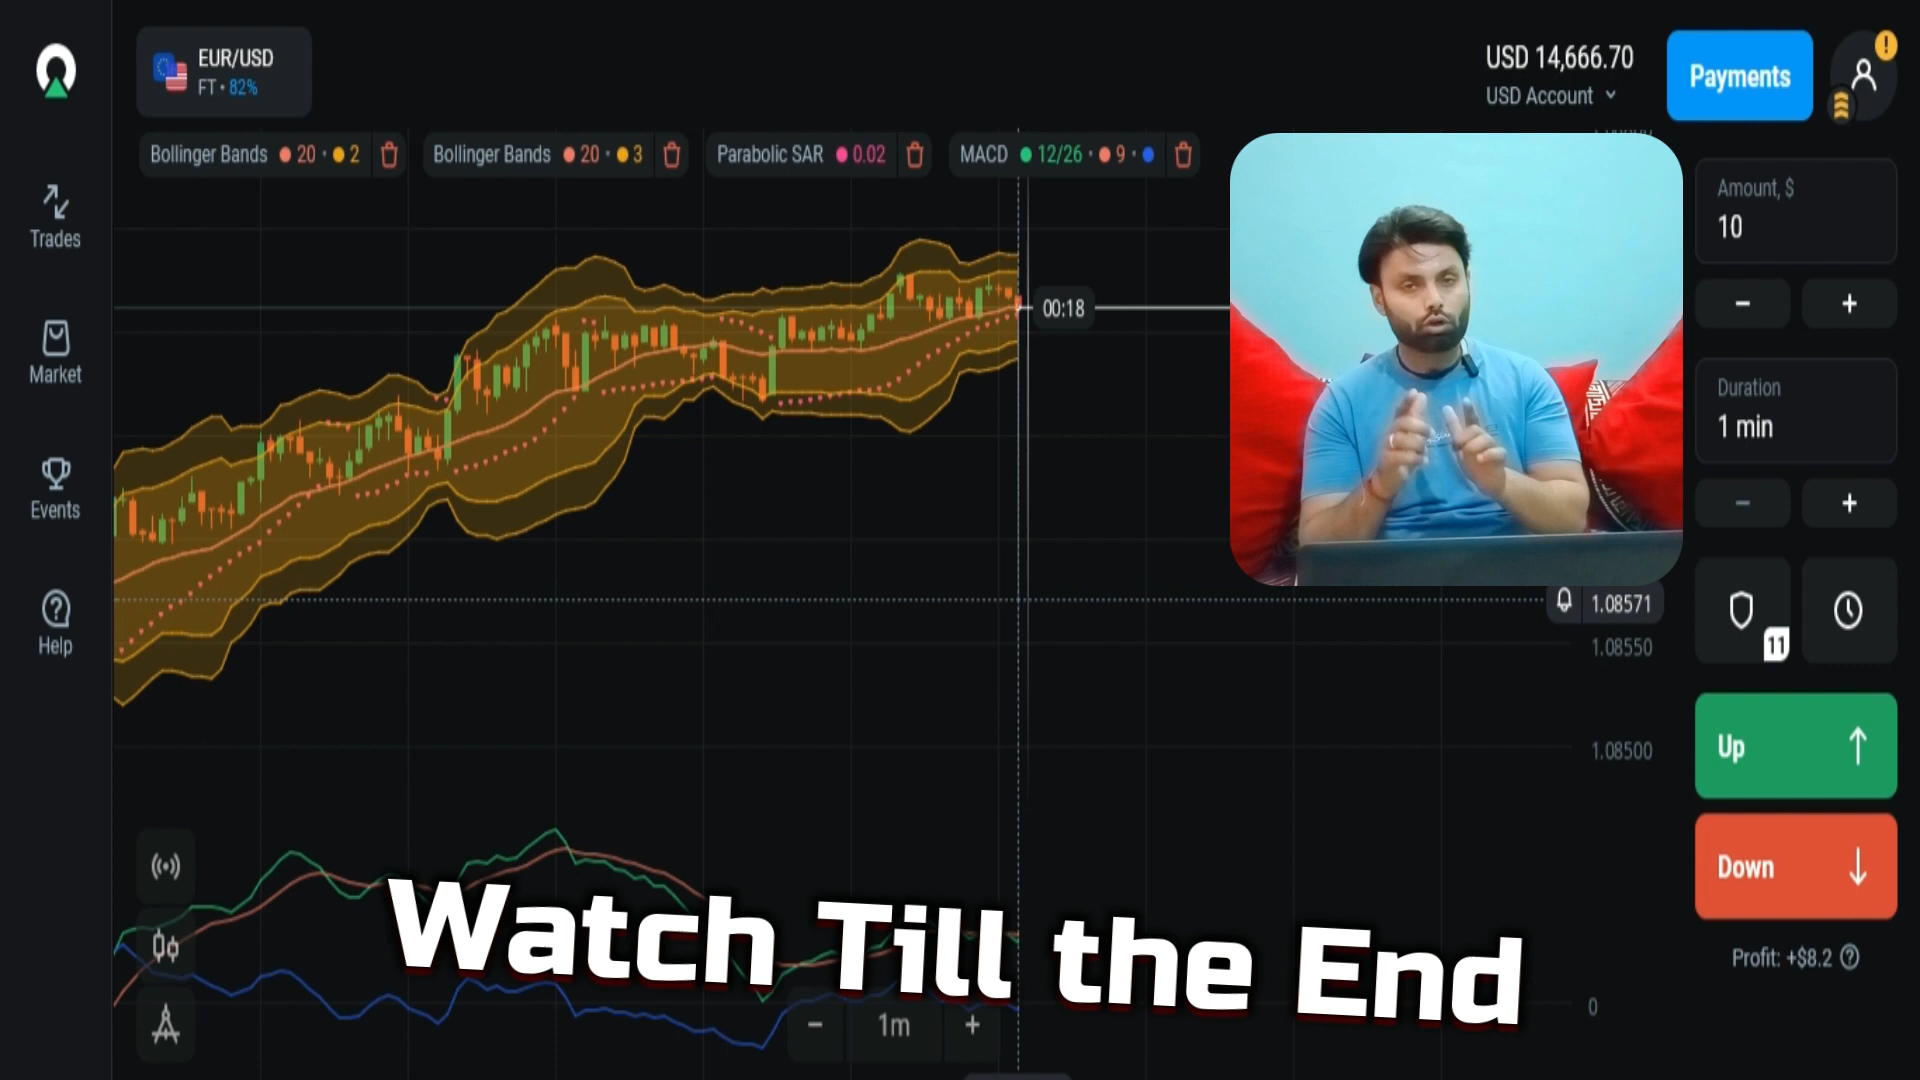 EUR/USD
FT • 82%
USD 14,666.70
USD Account
Payments
!
Bollinger Bands 20 • 2
Bollinger Bands 20 • 3
Parabolic SAR 0.02
MACD 12/26 • 9 •
Trades
Market
Events
Help
00:18
Amount, $
10
− +
Duration
1 min
− +
1.08571
1.08550
11
1.08500
Up
Down
Profit: +$8.2 ?
Watch Till the End
0
− 1m +